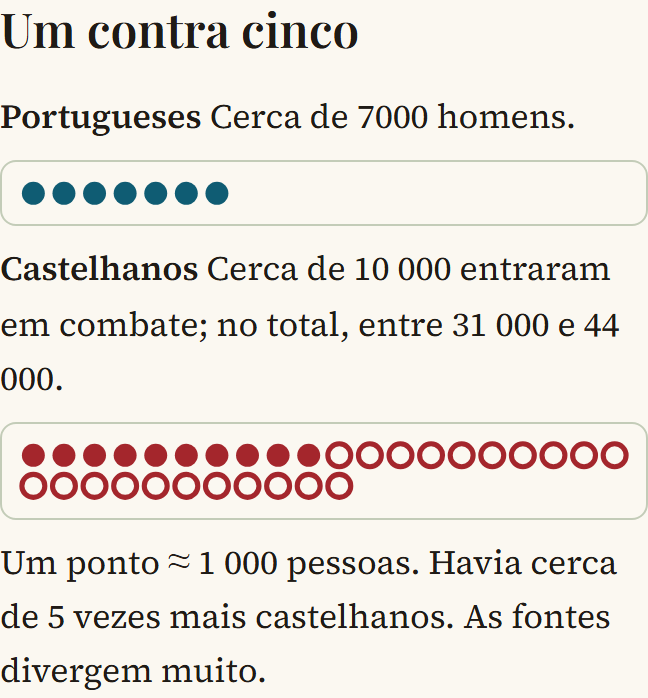 Um contra cinco
Portugueses Cerca de 7000 homens.
Castelhanos Cerca de 10 000 entraram
em combate; no total, entre 31 000 e 44
000.
Um ponto ≈ 1 000 pessoas. Havia cerca
de 5 vezes mais castelhanos. As fontes
divergem muito.